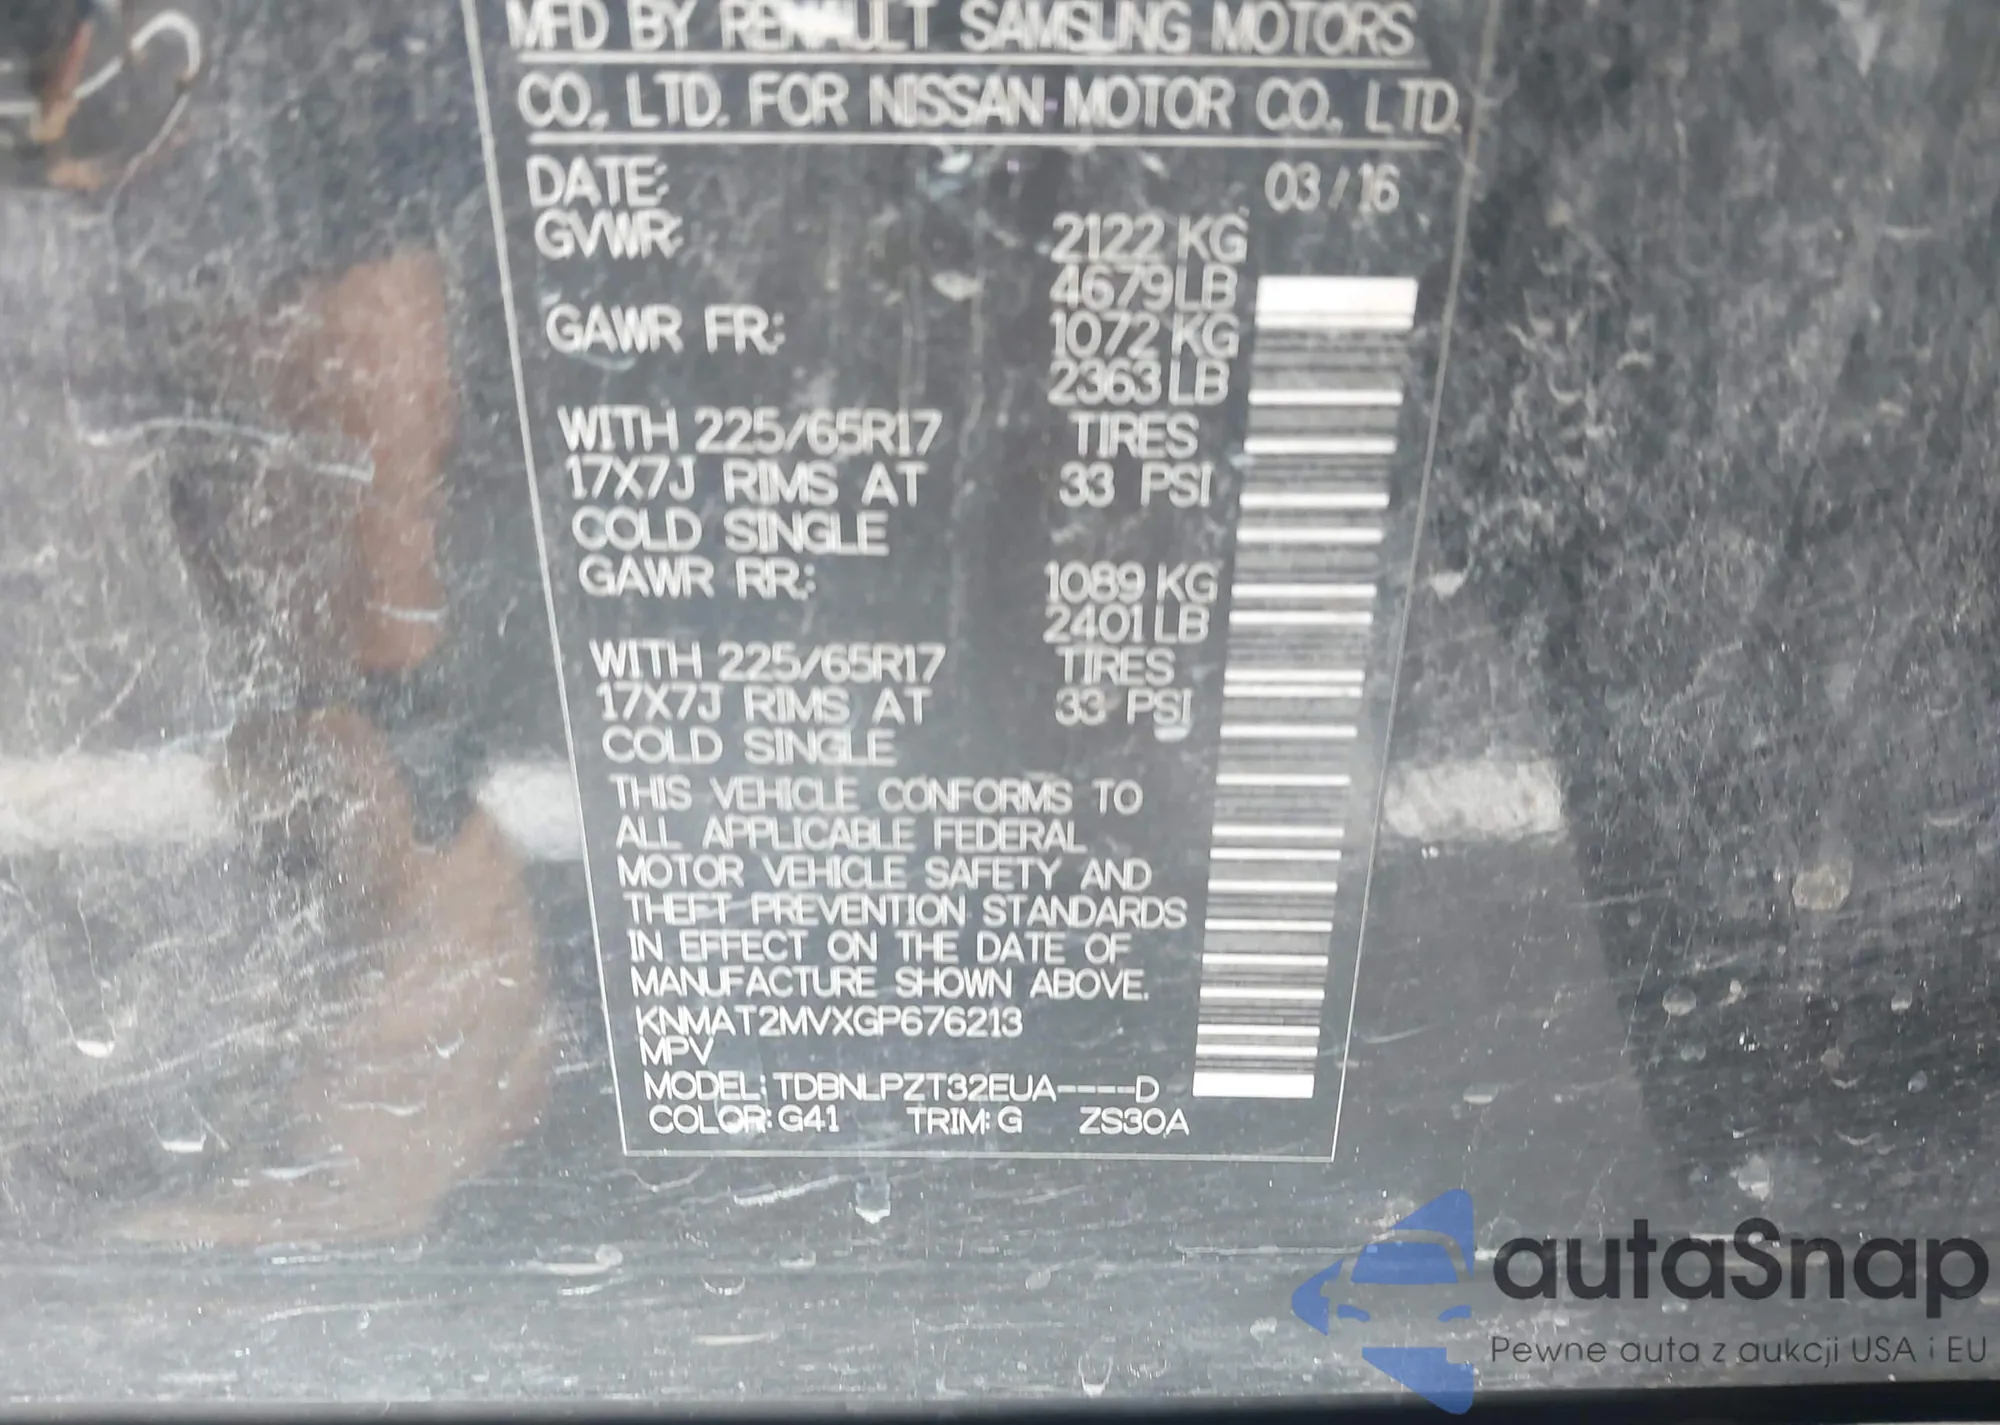 MFD BY RENAULT SAMSUNG MOTORS
CO., LTD. FOR NISSAN MOTOR CO., LTD.
DATE: 03/16
GVWR: 2122 KG
4679 LB
GAWR FR: 1072 KG
2363 LB
WITH 225/65R17 TIRES
17X7J RIMS AT 33 PSI
COLD SINGLE
GAWR RR: 1089 KG
2401 LB
WITH 225/65R17 TIRES
17X7J RIMS AT 33 PSI
COLD SINGLE
THIS VEHICLE CONFORMS TO
ALL APPLICABLE FEDERAL
MOTOR VEHICLE SAFETY AND
THEFT PREVENTION STANDARDS
IN EFFECT ON THE DATE OF
MANUFACTURE SHOWN ABOVE.
KNMAT2MVXGP676213
MPV
MODEL: TDBNLPZT32EUA----D
COLOR: G41 TRIM: G ZS30A
autaSnap
Pewne auta z aukcji USA i EU